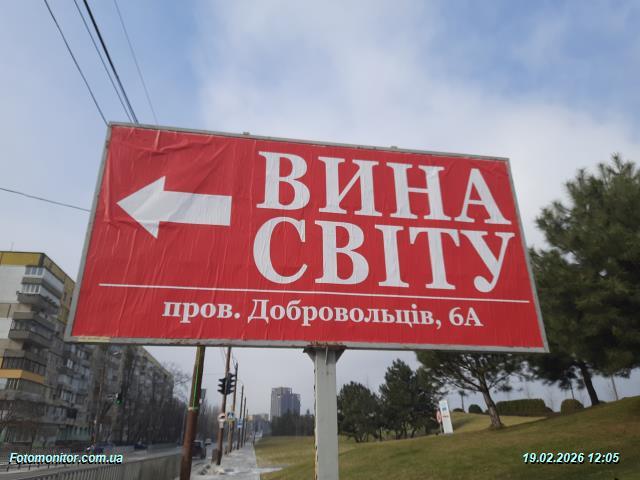 ВИНА
СВІТУ
пров. Добровольців, 6А
Fotomonitor.com.ua
19.02.2026 12:05